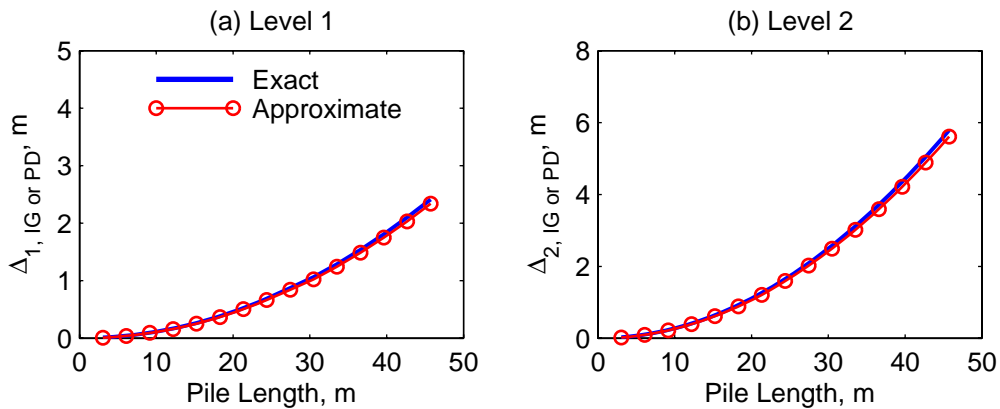 (a) Level 1
Δ1, IG or PD, m
5
4
3
2
1
0
Exact
Approximate
0 10 20 30 40 50
Pile Length, m
(b) Level 2
Δ2, IG or PD, m
8
6
4
2
0
0 10 20 30 40 50
Pile Length, m